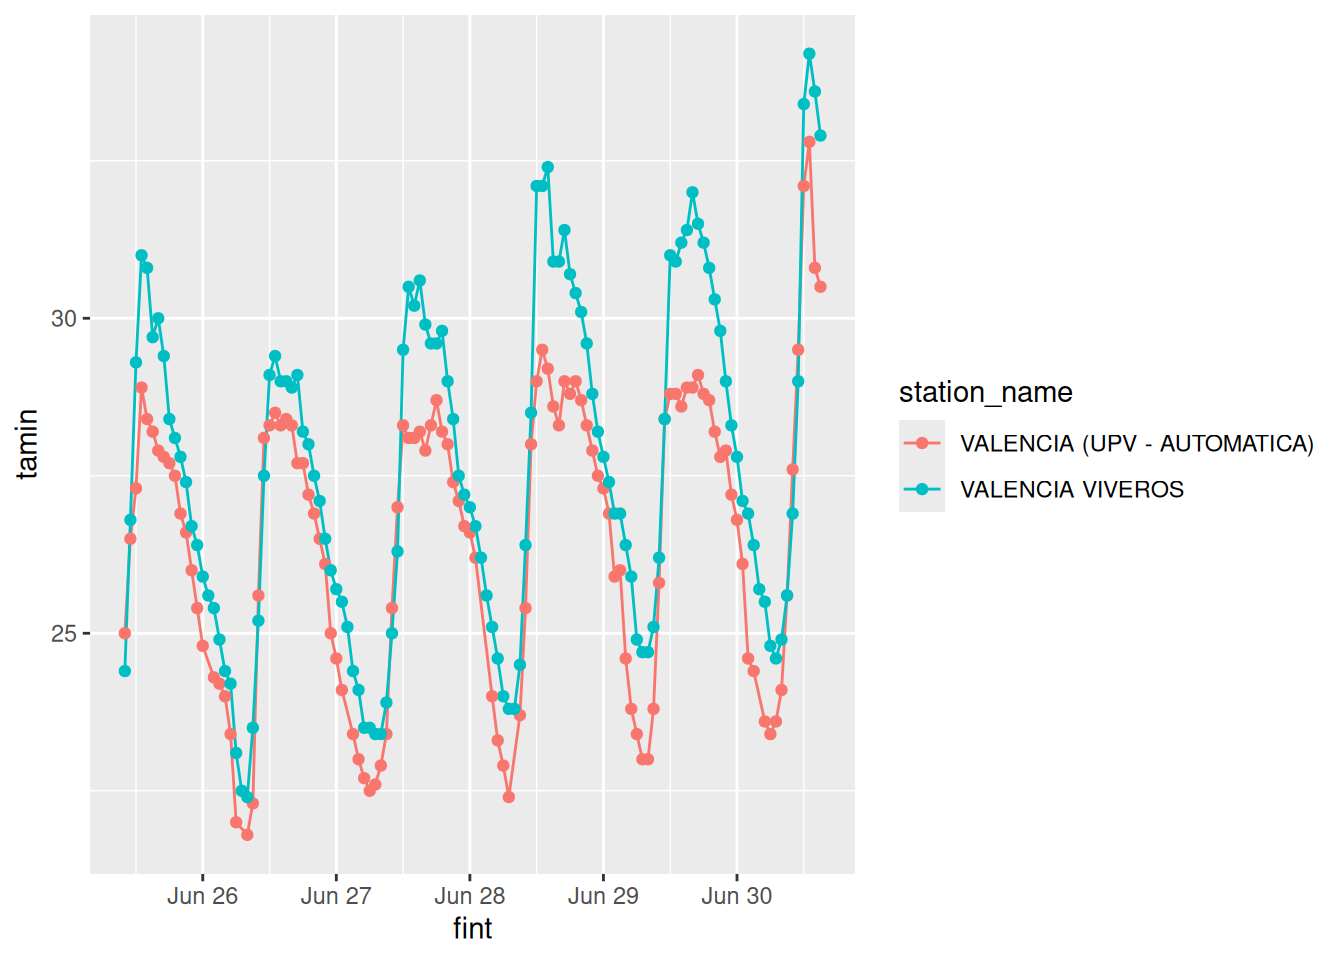 tamin
30
25
Jun 26
Jun 27
Jun 28
Jun 29
Jun 30
fint
station_name
VALENCIA (UPV - AUTOMATICA)
VALENCIA VIVEROS